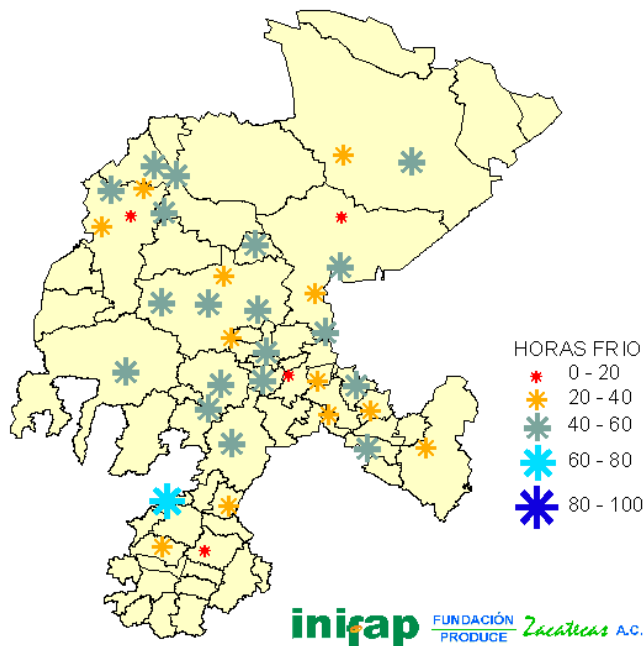 HORAS FRIO
0 - 20
20 - 40
40 - 60
60 - 80
80 - 100
inifap
FUNDACIÓN
PRODUCE
Zacatecas A.C.